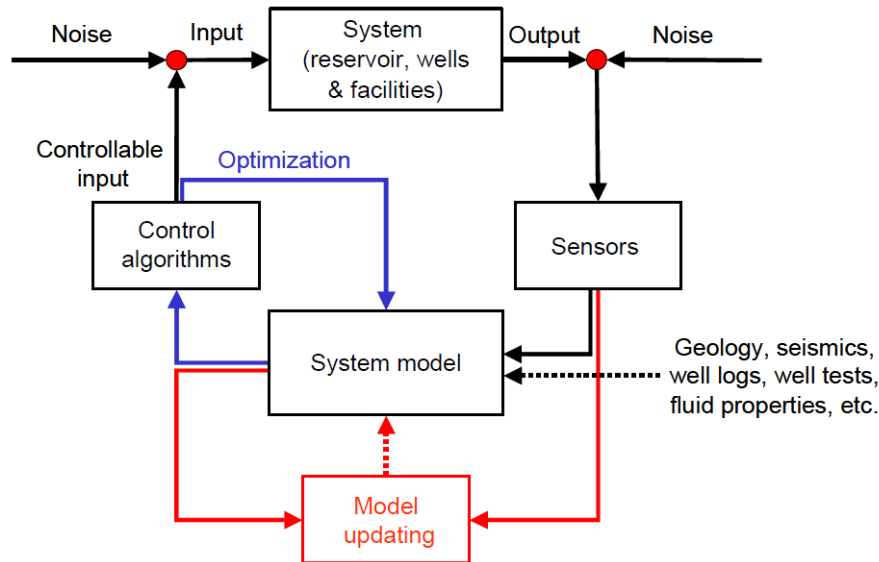 Noise
Input
System
(reservoir, wells
& facilities)
Output
Noise
Controllable
input
Optimization
Control
algorithms
Sensors
System model
Geology, seismics,
well logs, well tests,
fluid properties, etc.
Model
updating